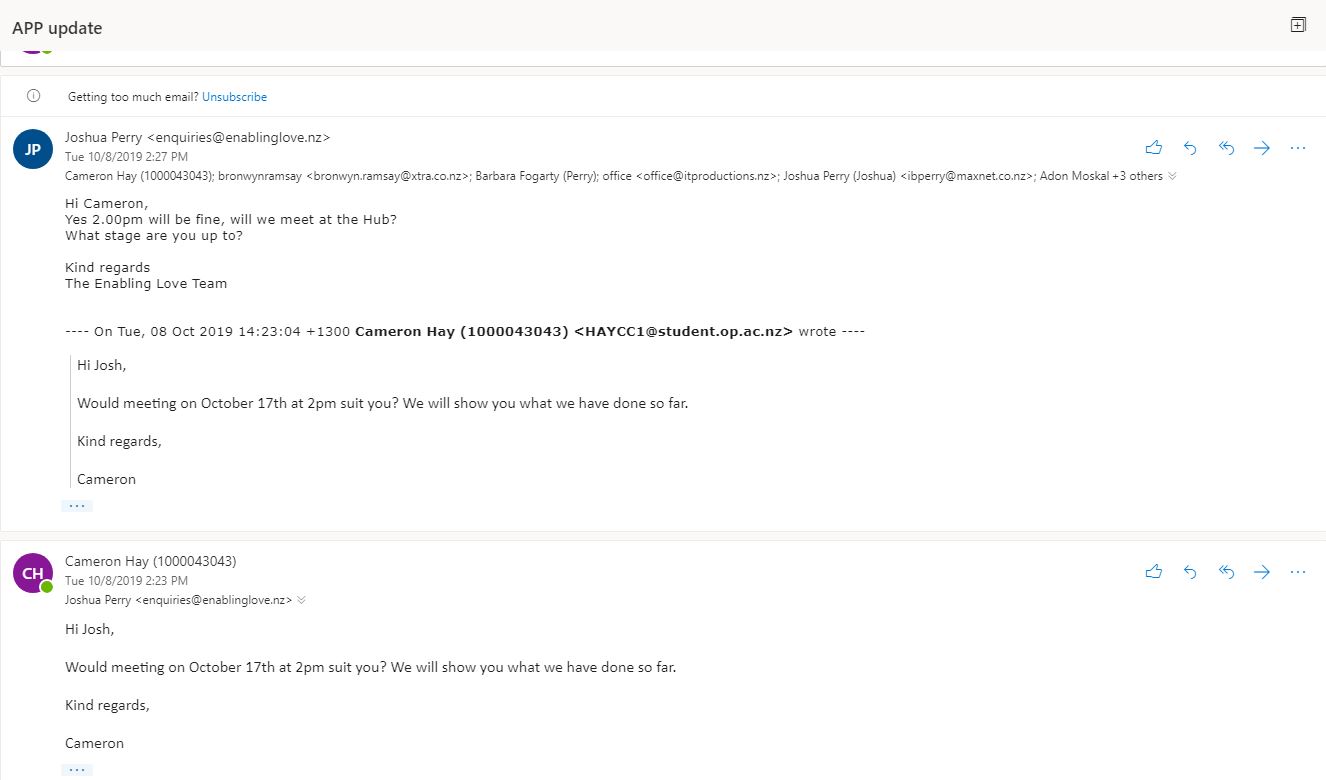 APP update
Getting too much email? Unsubscribe
JP
Joshua Perry <enquiries@enablinglove.nz>
Tue 10/8/2019 2:27 PM
Cameron Hay (1000043043); bronwynramsay <bronwyn.ramsay@xtra.co.nz>; Barbara Fogarty (Perry); office <office@itproductions.nz>; Joshua Perry (Joshua) <ibperry@maxnet.co.nz>; Adon Moskal +3 others
Hi Cameron,
Yes 2.00pm will be fine, will we meet at the Hub?
What stage are you up to?
Kind regards
The Enabling Love Team
---- On Tue, 08 Oct 2019 14:23:04 +1300 Cameron Hay (1000043043) <HAYCC1@student.op.ac.nz> wrote ----
Hi Josh,
Would meeting on October 17th at 2pm suit you? We will show you what we have done so far.
Kind regards,
Cameron
...
CH
Cameron Hay (1000043043)
Tue 10/8/2019 2:23 PM
Joshua Perry <enquiries@enablinglove.nz>
Hi Josh,
Would meeting on October 17th at 2pm suit you? We will show you what we have done so far.
Kind regards,
Cameron
...